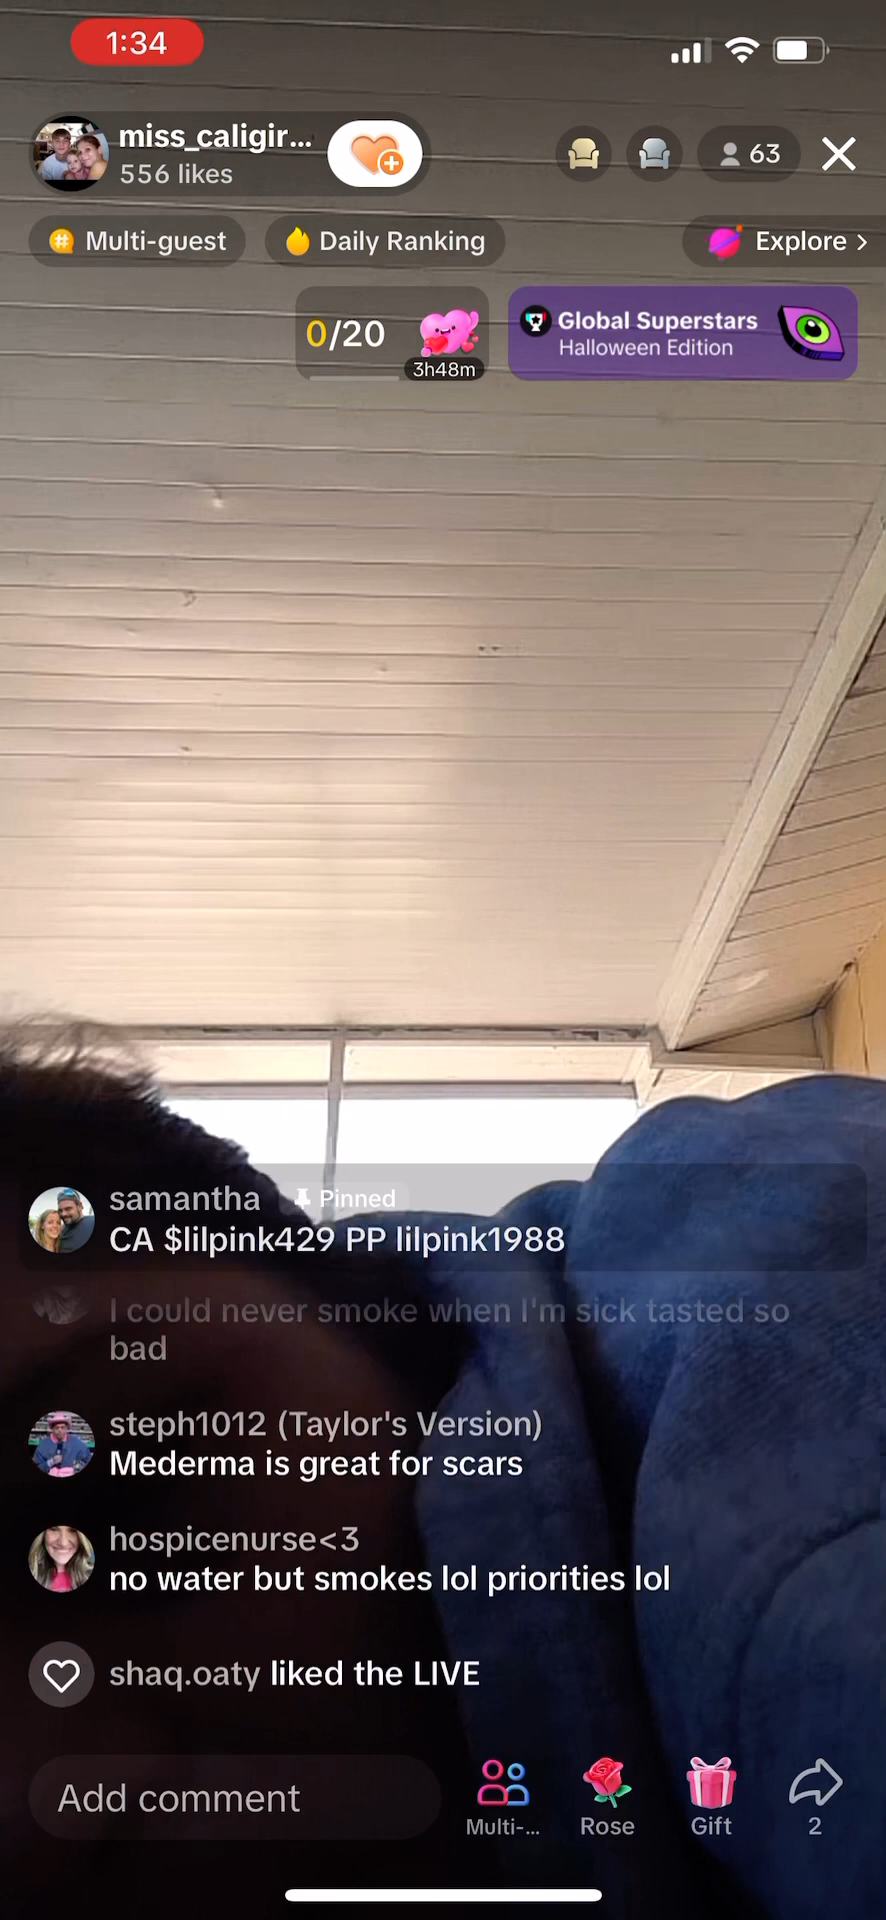 1:34
miss_caligir...
556 likes
63
Multi-guest
Daily Ranking
Explore >
0/20
3h48m
Global Superstars
Halloween Edition
samantha Pinned
CA $lilpink429 PP lilpink1988
I could never smoke when I'm sick tasted so
bad
steph1012 (Taylor's Version)
Mederma is great for scars
hospicenurse<3
no water but smokes lol priorities lol
shaq.oaty liked the LIVE
Add comment
Multi-...
Rose
Gift
2